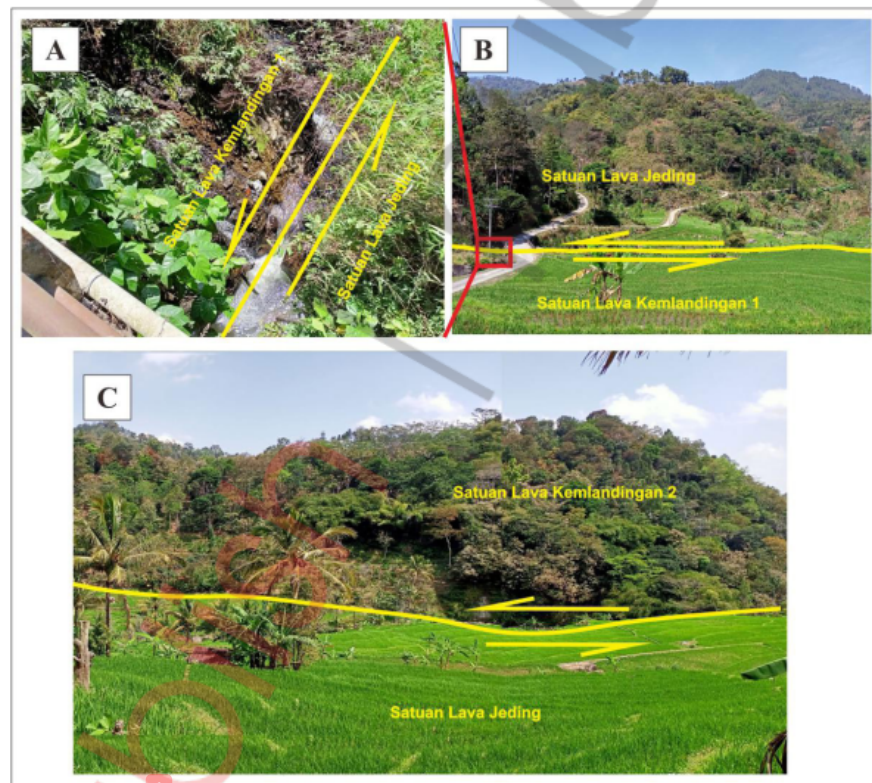 A
Satuan Lava Kemlandingan 1
Satuan Lava Jeding
B
Satuan Lava Jeding
Satuan Lava Kemlandingan 1
C
Satuan Lava Kemlandingan 2
Satuan Lava Jeding